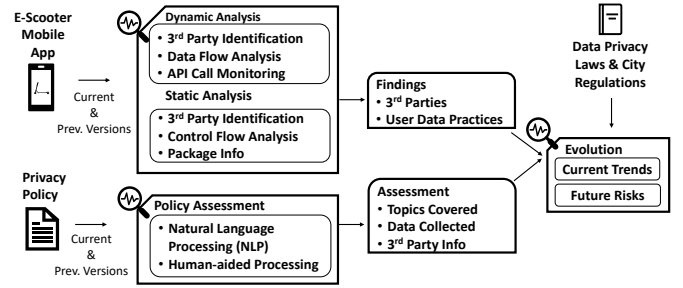 E-Scooter
Mobile
App
Current
&
Prev. Versions
Dynamic Analysis
• 3rd Party Identification
• Data Flow Analysis
• API Call Monitoring
Static Analysis
• 3rd Party Identification
• Control Flow Analysis
• Package Info
Findings
• 3rd Parties
• User Data Practices
Data Privacy
Laws & City
Regulations
Evolution
Current Trends
Future Risks
Privacy
Policy
Current
&
Prev. Versions
Policy Assessment
• Natural Language
Processing (NLP)
• Human-aided Processing
Assessment
• Topics Covered
• Data Collected
• 3rd Party Info